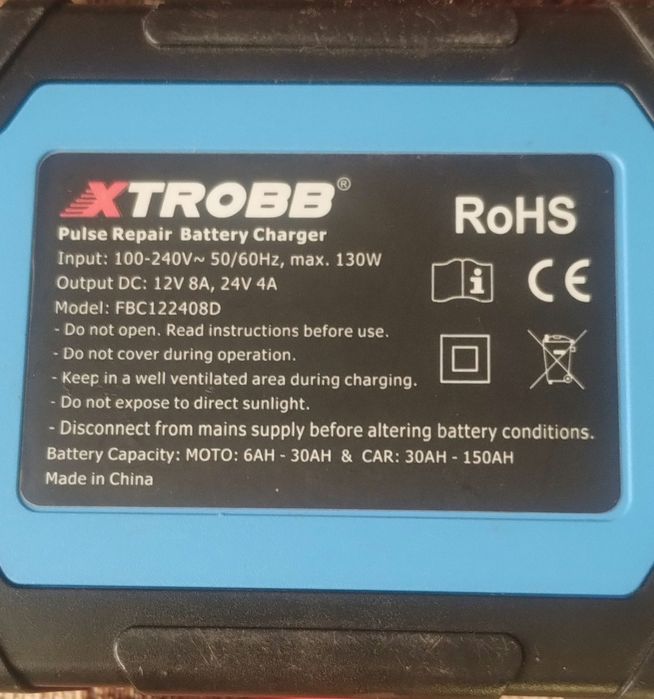 XTROBB®
RoHS
Pulse Repair Battery Charger
Input: 100-240V~ 50/60Hz, max. 130W
Output DC: 12V 8A, 24V 4A
Model: FBC122408D
- Do not open. Read instructions before use.
- Do not cover during operation.
- Keep in a well ventilated area during charging.
- Do not expose to direct sunlight.
- Disconnect from mains supply before altering battery conditions.
Battery Capacity: MOTO: 6AH - 30AH & CAR: 30AH - 150AH
Made in China
i
CE